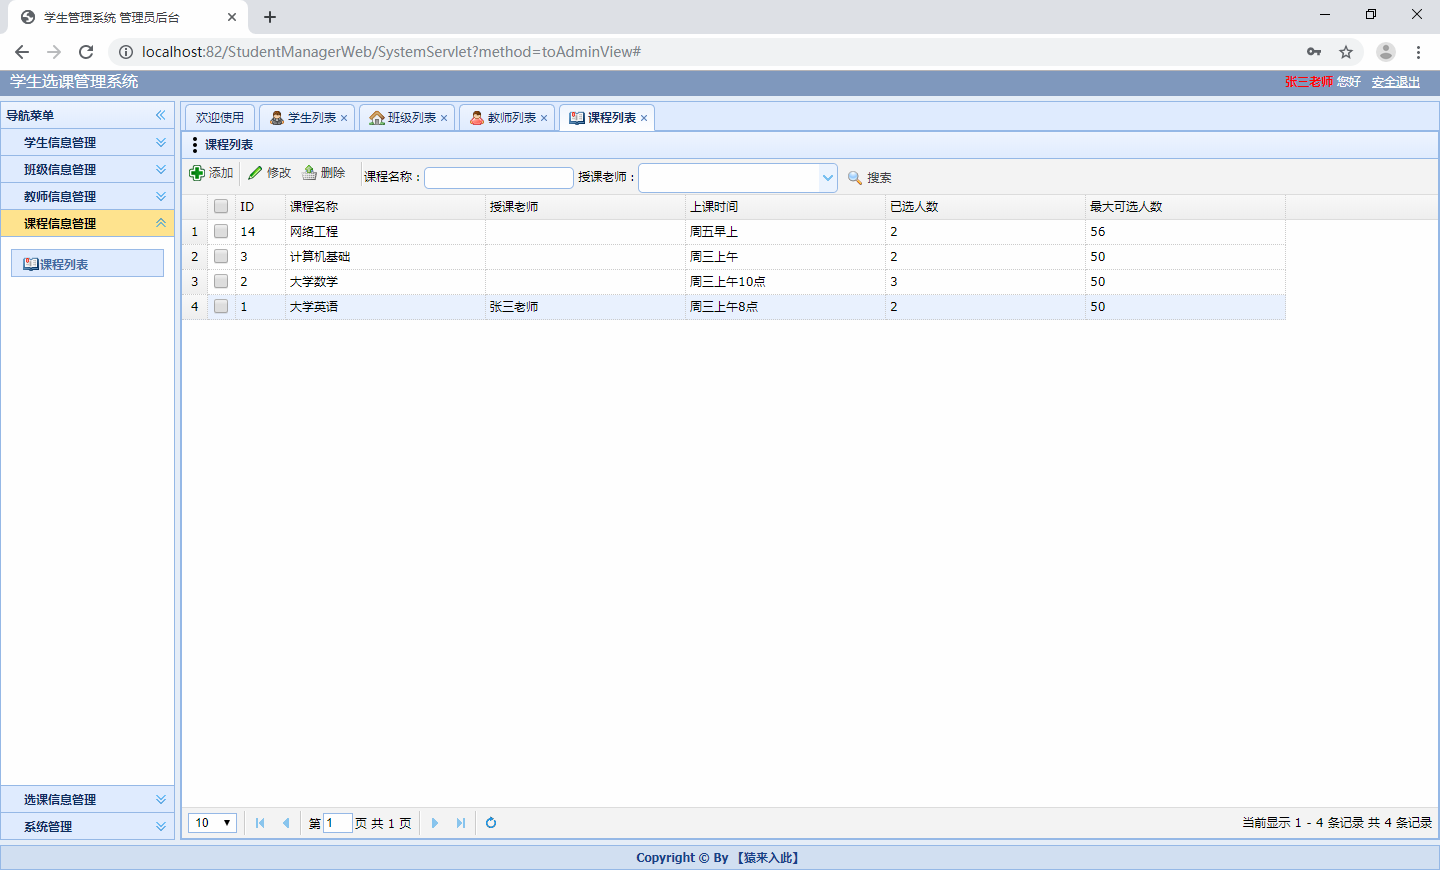 学生管理系统 管理员后台
localhost:82/StudentManagerWeb/SystemServlet?method=toAdminView#
学生选课管理系统 张三老师 您好 安全退出
导航菜单
学生信息管理
班级信息管理
教师信息管理
课程信息管理
课程列表
选课信息管理
系统管理
欢迎使用 学生列表 班级列表 教师列表 课程列表
课程列表
添加 修改 删除 课程名称： 授课老师： 搜索
ID 课程名称 授课老师 上课时间 已选人数 最大可选人数
1 14 网络工程 周五早上 2 56
2 3 计算机基础 周三上午 2 50
3 2 大学数学 周三上午10点 3 50
4 1 大学英语 张三老师 周三上午8点 2 50
10 第 1 页 共 1 页 当前显示 1 - 4 条记录 共 4 条记录
Copyright © By 【猿来入此】